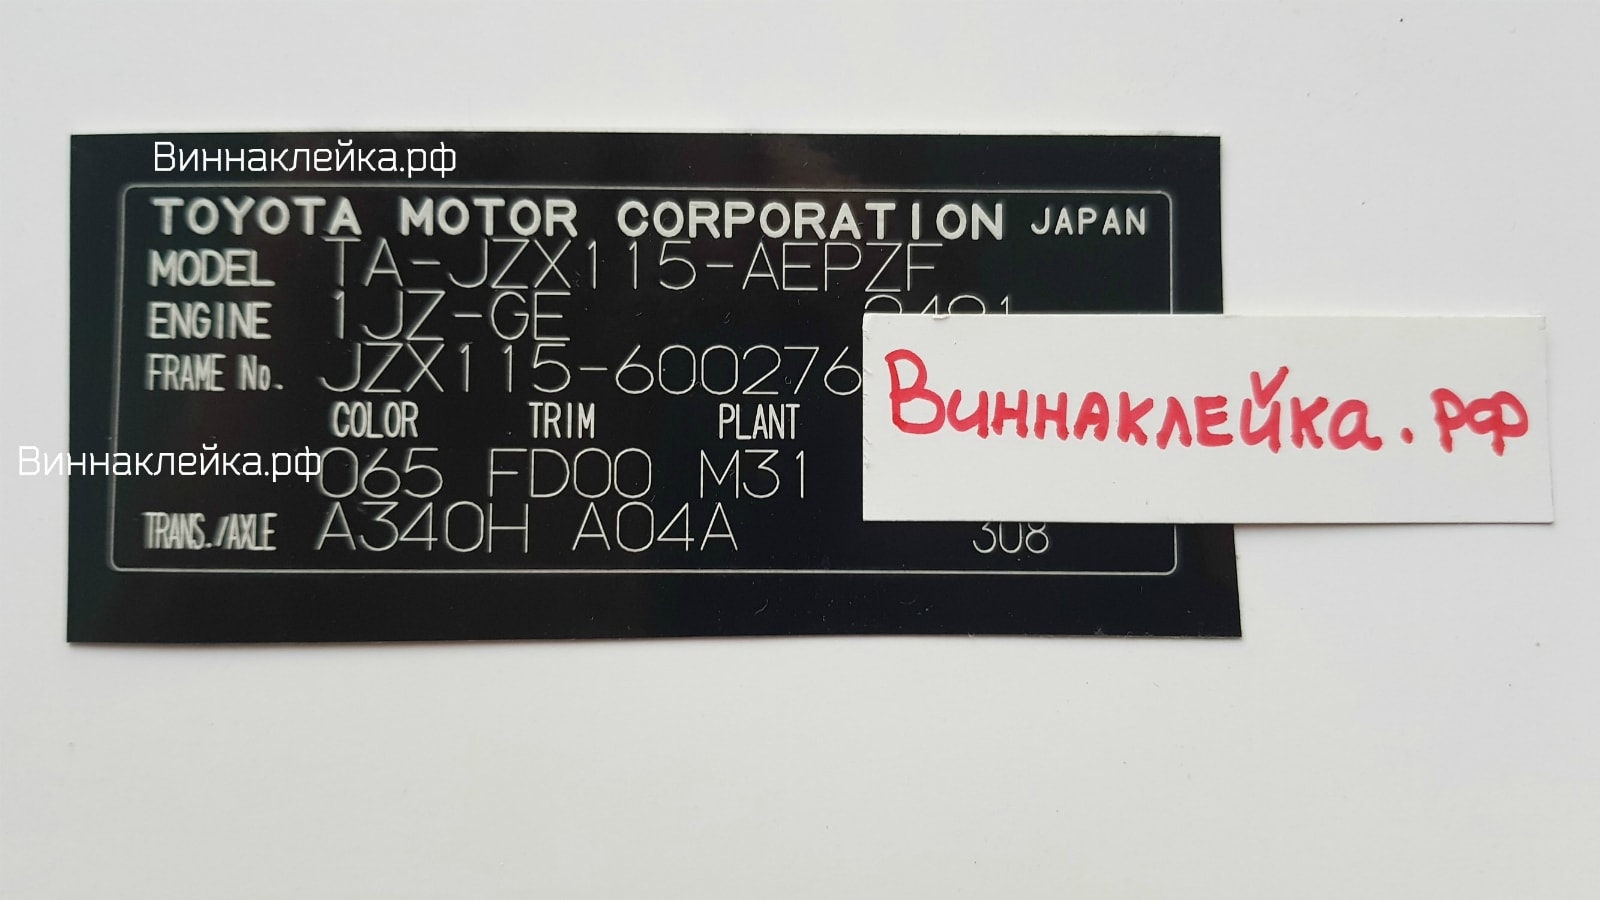 Виннаклейка.рф
TOYOTA MOTOR CORPORATION JAPAN
MODEL TA-JZX115-AEPZF
ENGINE 1JZ-GE
FRAME No. JZX115-600276
Виннаклейка.рф
COLOR TRIM PLANT
Виннаклейка.рф
065 FD00 M31
TRANS./AXLE A340H A04A 308